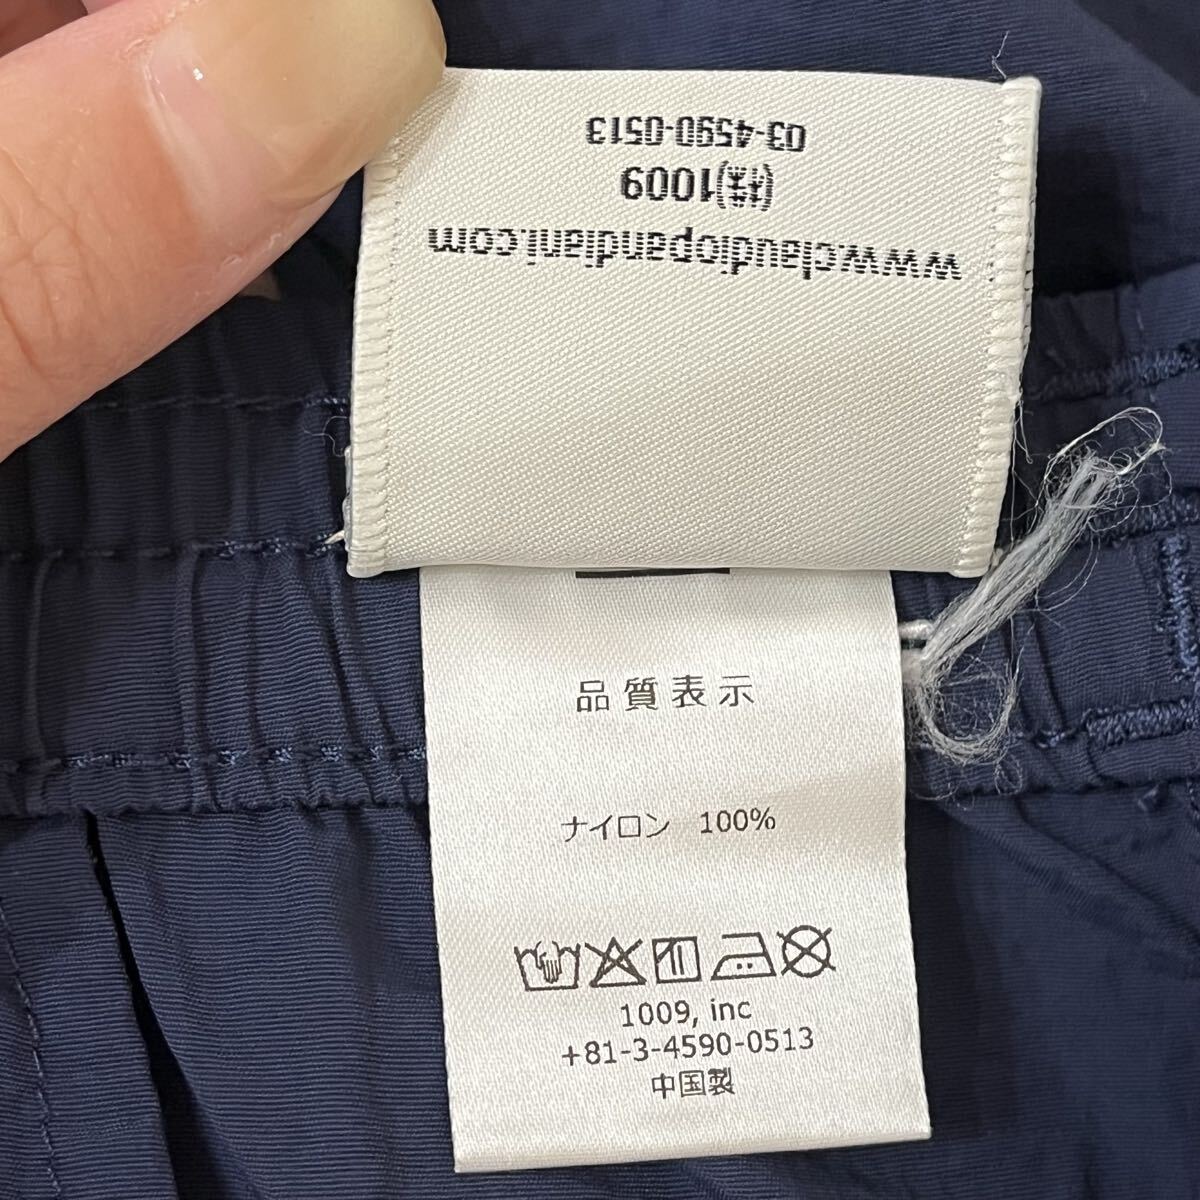 www.claudiopandiani.com
(株)1009
03-4590-0513
品質表示
ナイロン 100%
1009, inc
+81-3-4590-0513
中国製